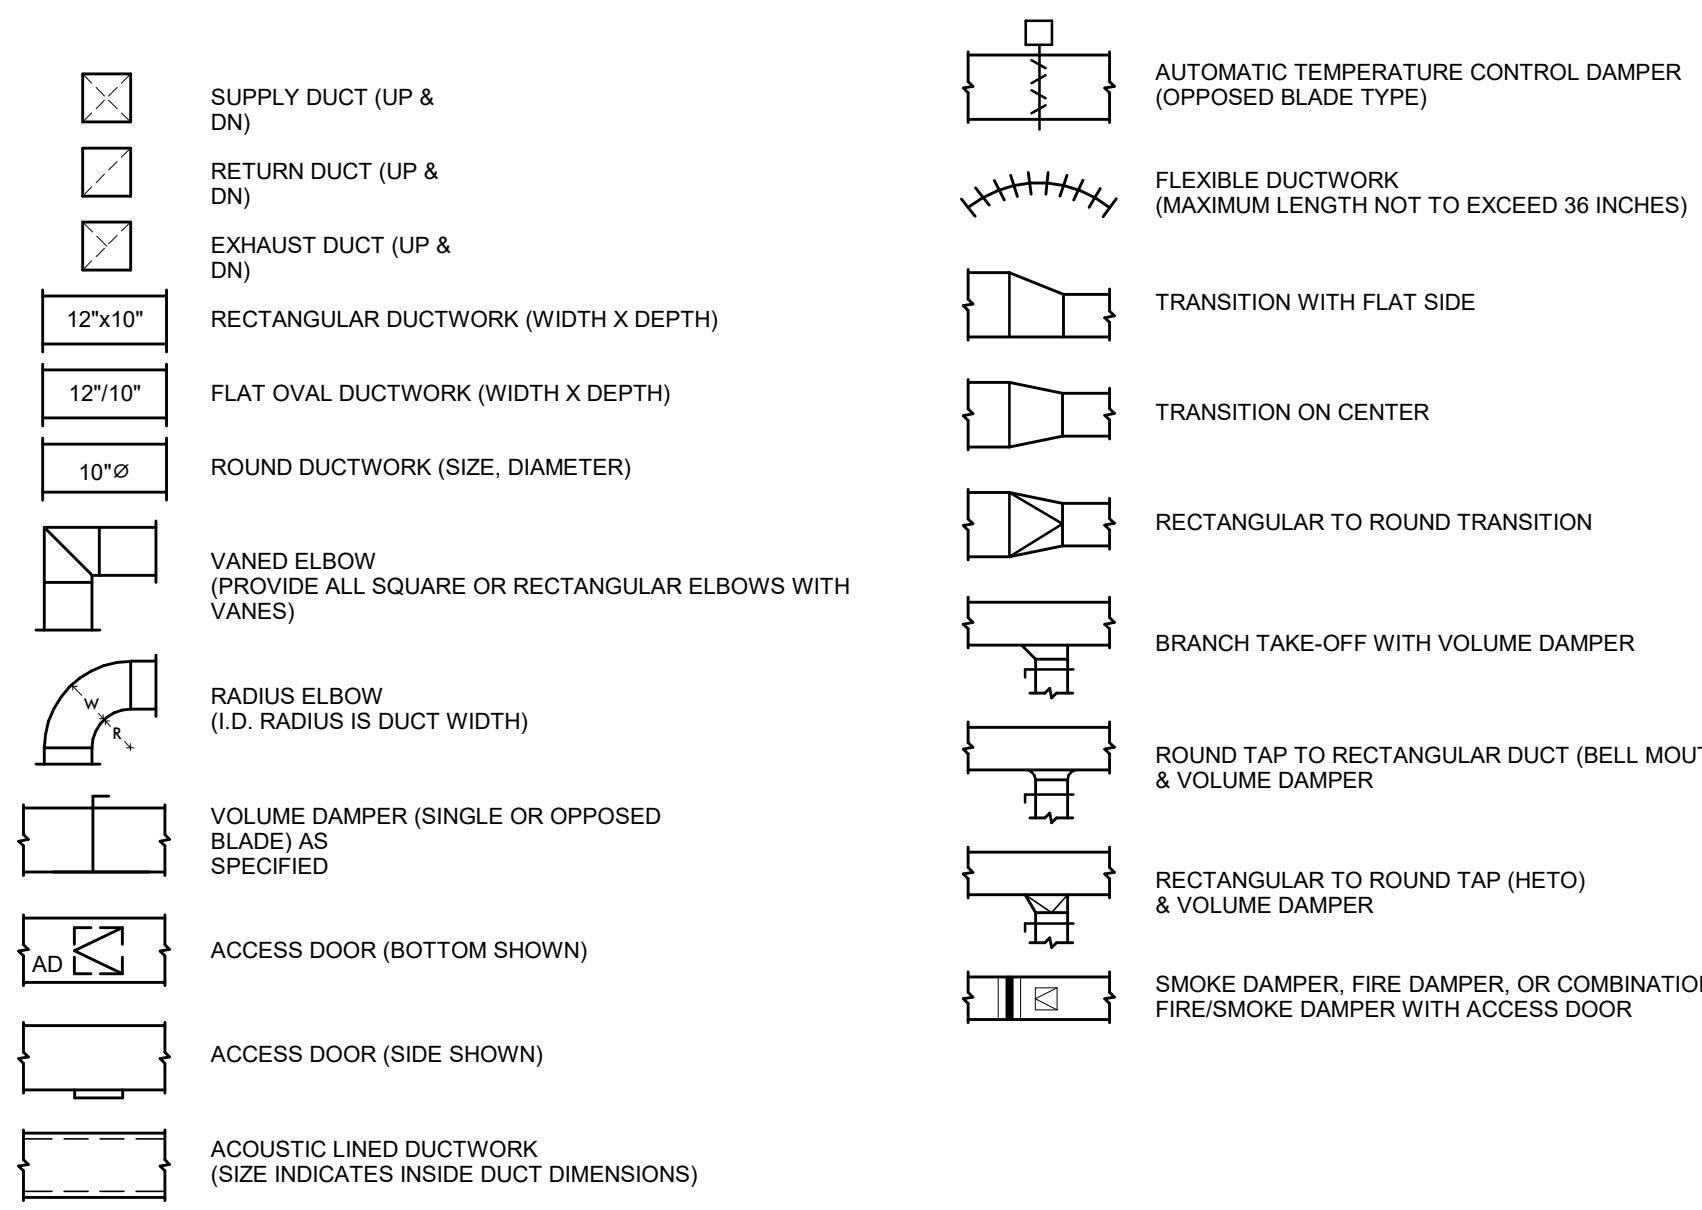 SUPPLY DUCT (UP &
DN)
RETURN DUCT (UP &
DN)
EXHAUST DUCT (UP &
DN)
12"x10"
RECTANGULAR DUCTWORK (WIDTH X DEPTH)
12"/10"
FLAT OVAL DUCTWORK (WIDTH X DEPTH)
10"Ø
ROUND DUCTWORK (SIZE, DIAMETER)
VANED ELBOW
(PROVIDE ALL SQUARE OR RECTANGULAR ELBOWS WITH
VANES)
W
R
RADIUS ELBOW
(I.D. RADIUS IS DUCT WIDTH)
VOLUME DAMPER (SINGLE OR OPPOSED
BLADE) AS
SPECIFIED
AD
ACCESS DOOR (BOTTOM SHOWN)
ACCESS DOOR (SIDE SHOWN)
ACOUSTIC LINED DUCTWORK
(SIZE INDICATES INSIDE DUCT DIMENSIONS)
AUTOMATIC TEMPERATURE CONTROL DAMPER
(OPPOSED BLADE TYPE)
FLEXIBLE DUCTWORK
(MAXIMUM LENGTH NOT TO EXCEED 36 INCHES)
TRANSITION WITH FLAT SIDE
TRANSITION ON CENTER
RECTANGULAR TO ROUND TRANSITION
BRANCH TAKE-OFF WITH VOLUME DAMPER
ROUND TAP TO RECTANGULAR DUCT (BELL
& VOLUME DAMPER
RECTANGULAR TO ROUND TAP (HETO)
& VOLUME DAMPER
SMOKE DAMPER, FIRE DAMPER, OR
FIRE/SMOKE DAMPER WITH ACCESS DOOR